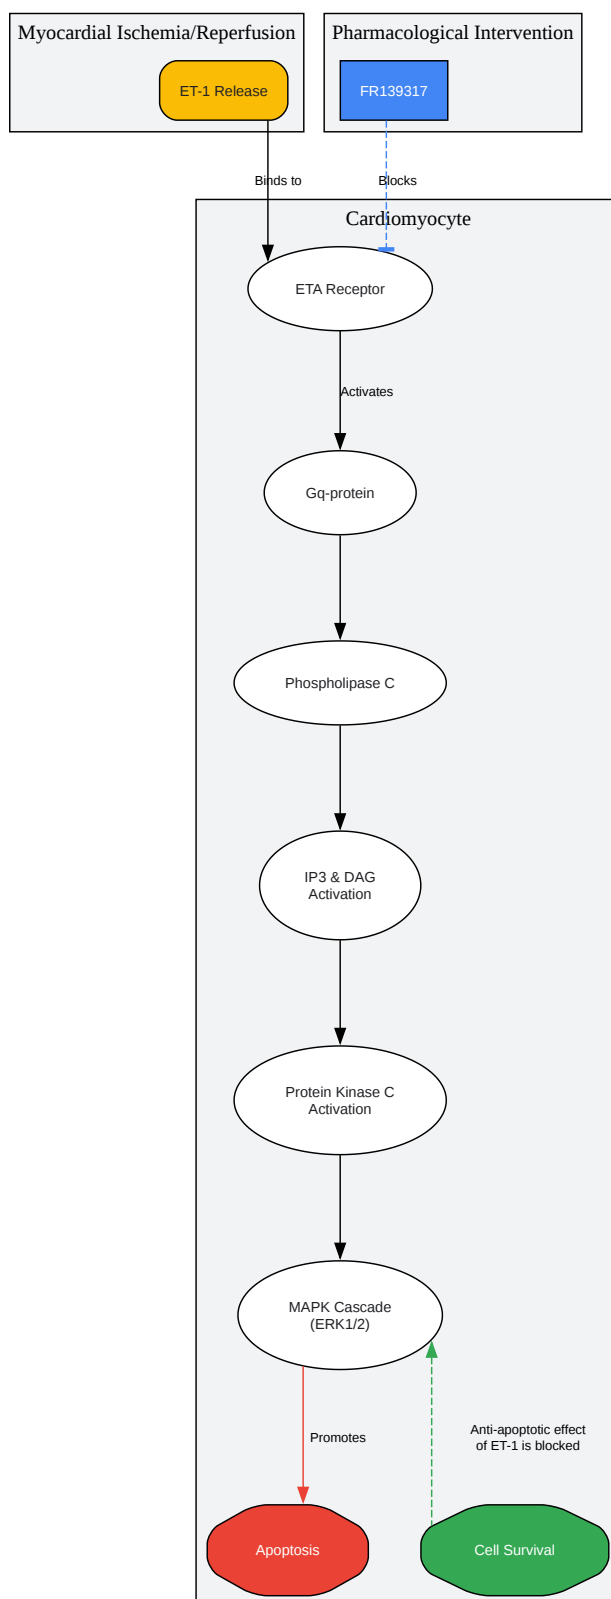 Myocardial Ischemia/Reperfusion
Pharmacological Intervention
ET-1 Release
FR139317
Binds to
Blocks
Cardiomyocyte
ETA Receptor
Activates
Gq-protein
Phospholipase C
IP3 & DAG
Activation
Protein Kinase C
Activation
MAPK Cascade
(ERK1/2)
Promotes
Anti-apoptotic effect
of ET-1 is blocked
Apoptosis
Cell Survival